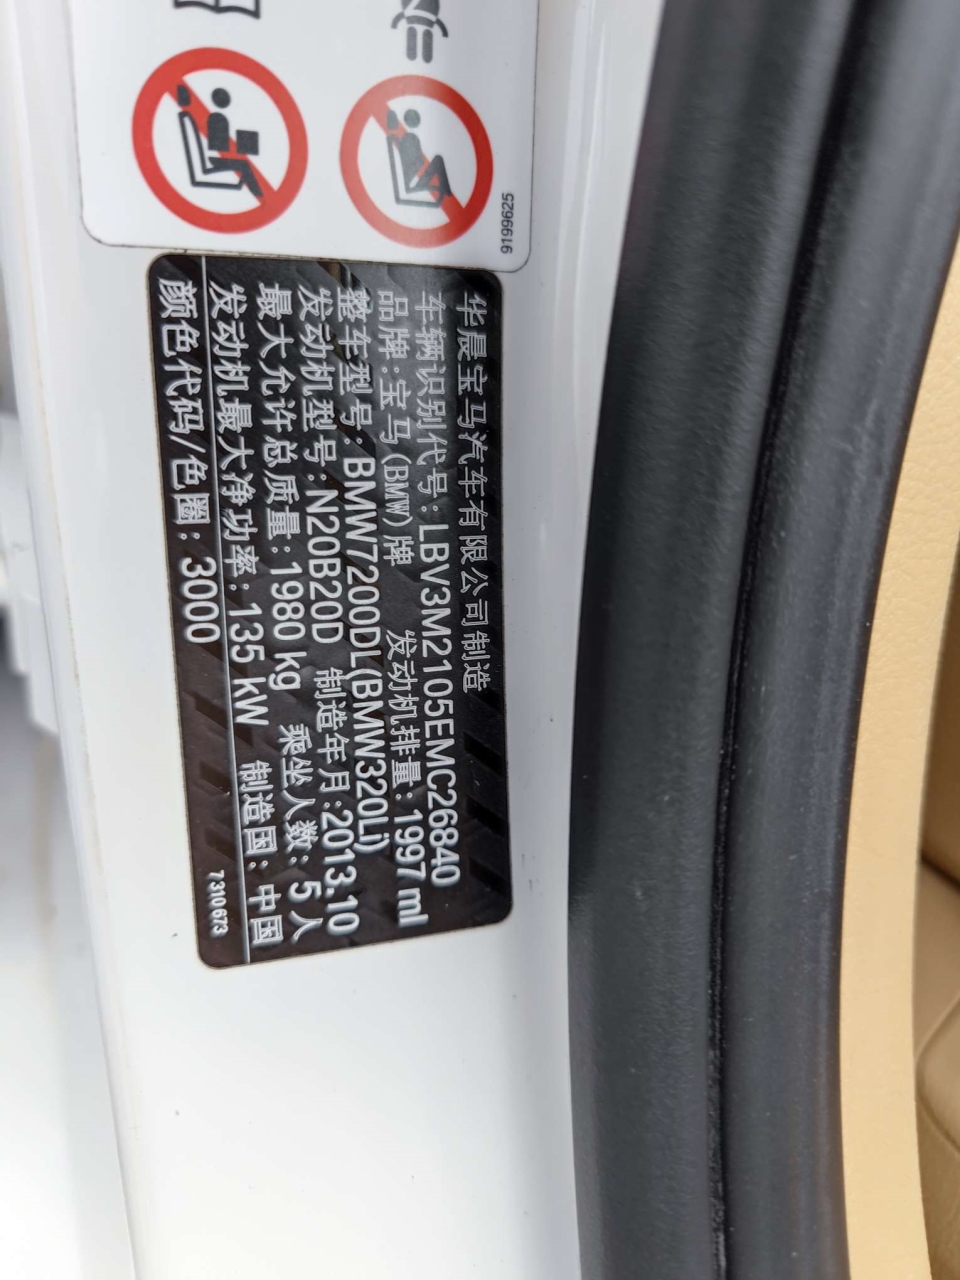 9199625
华晨宝马汽车有限公司制造
车辆识别代号：LBV3M2105EMC26840
品牌：宝马(BMW)牌 发动机排量：1997 ml
整车型号：BMW7200DL(BMW320Li)
发动机型号：N20B20D 制造年月：2013.10
最大允许总质量：1980 kg 乘坐人数：5 人
发动机最大净功率：135 kW 制造国：中国
颜色代码/色圈：3000 7 310 673